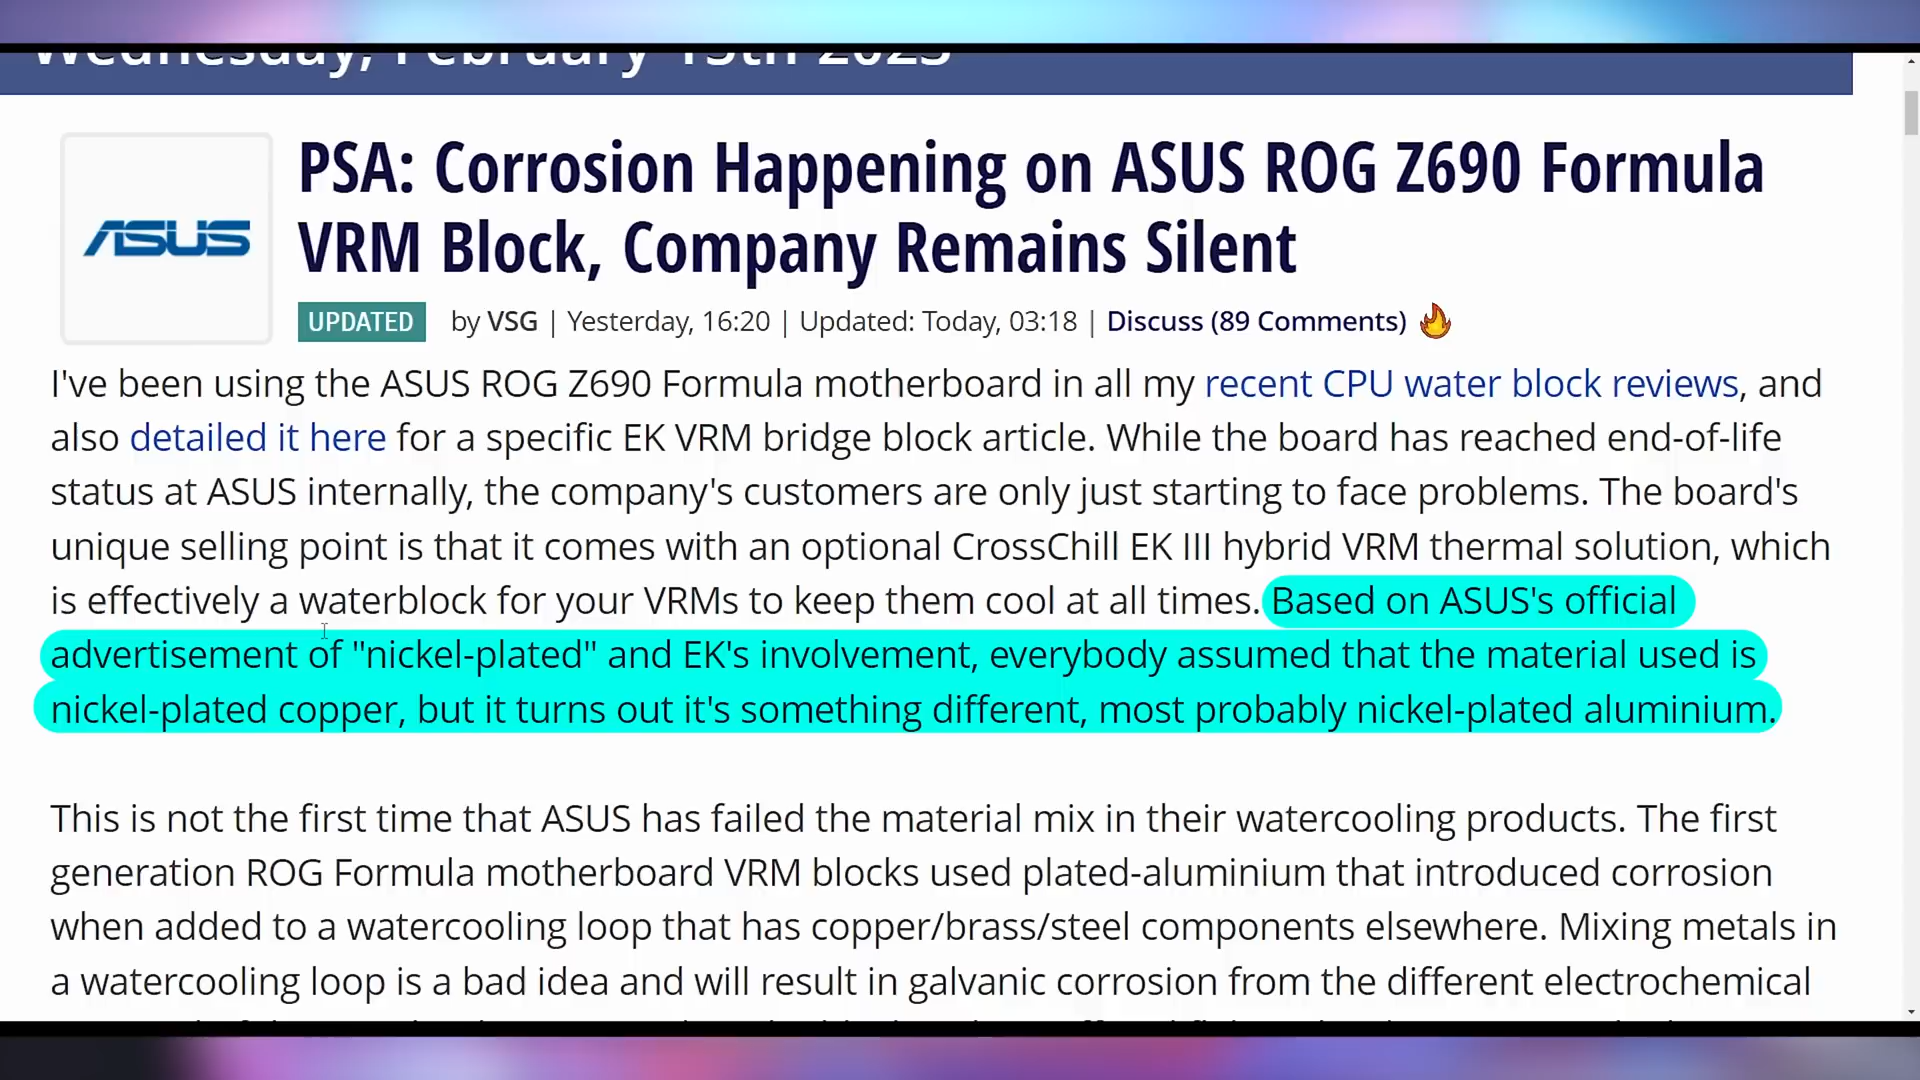 Wednesday, February 15th 2023
ASUS
PSA: Corrosion Happening on ASUS ROG Z690 Formula
VRM Block, Company Remains Silent
UPDATED by VSG | Yesterday, 16:20 | Updated: Today, 03:18 | Discuss (89 Comments)
I've been using the ASUS ROG Z690 Formula motherboard in all my recent CPU water block reviews, and
also detailed it here for a specific EK VRM bridge block article. While the board has reached end-of-life
status at ASUS internally, the company's customers are only just starting to face problems. The board's
unique selling point is that it comes with an optional CrossChill EK III hybrid VRM thermal solution, which
is effectively a waterblock for your VRMs to keep them cool at all times. Based on ASUS's official
advertisement of "nickel-plated" and EK's involvement, everybody assumed that the material used is
nickel-plated copper, but it turns out it's something different, most probably nickel-plated aluminium.
This is not the first time that ASUS has failed the material mix in their watercooling products. The first
generation ROG Formula motherboard VRM blocks used plated-aluminium that introduced corrosion
when added to a watercooling loop that has copper/brass/steel components elsewhere. Mixing metals in
a watercooling loop is a bad idea and will result in galvanic corrosion from the different electrochemical